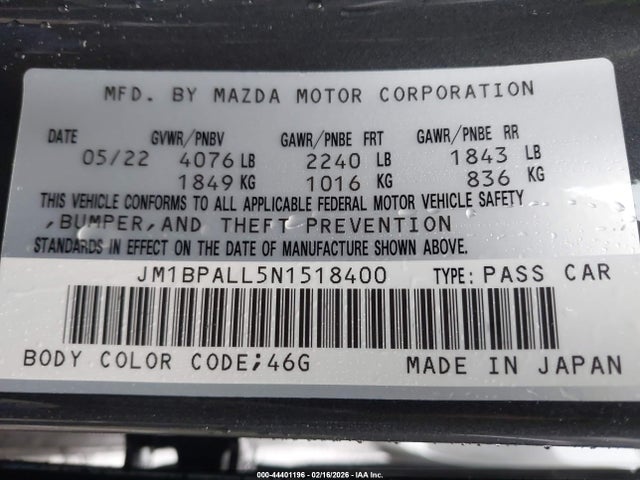 MFD. BY MAZDA MOTOR CORPORATION
DATE GVWR/PNBV GAWR/PNBE FRT GAWR/PNBE RR
05/22 4076 LB 2240 LB 1843 LB
1849 KG 1016 KG 836 KG
THIS VEHICLE CONFORMS TO ALL APPLICABLE FEDERAL MOTOR VEHICLE SAFETY
,BUMPER,AND THEFT PREVENTION
STANDARDS IN EFFECT ON THE DATE OF MANUFACTURE SHOWN ABOVE.
JM1BPALL5N1518400 TYPE: PASS CAR
BODY COLOR CODE;46G MADE IN JAPAN
000-44401196 - 02/16/2026 - IAA Inc.